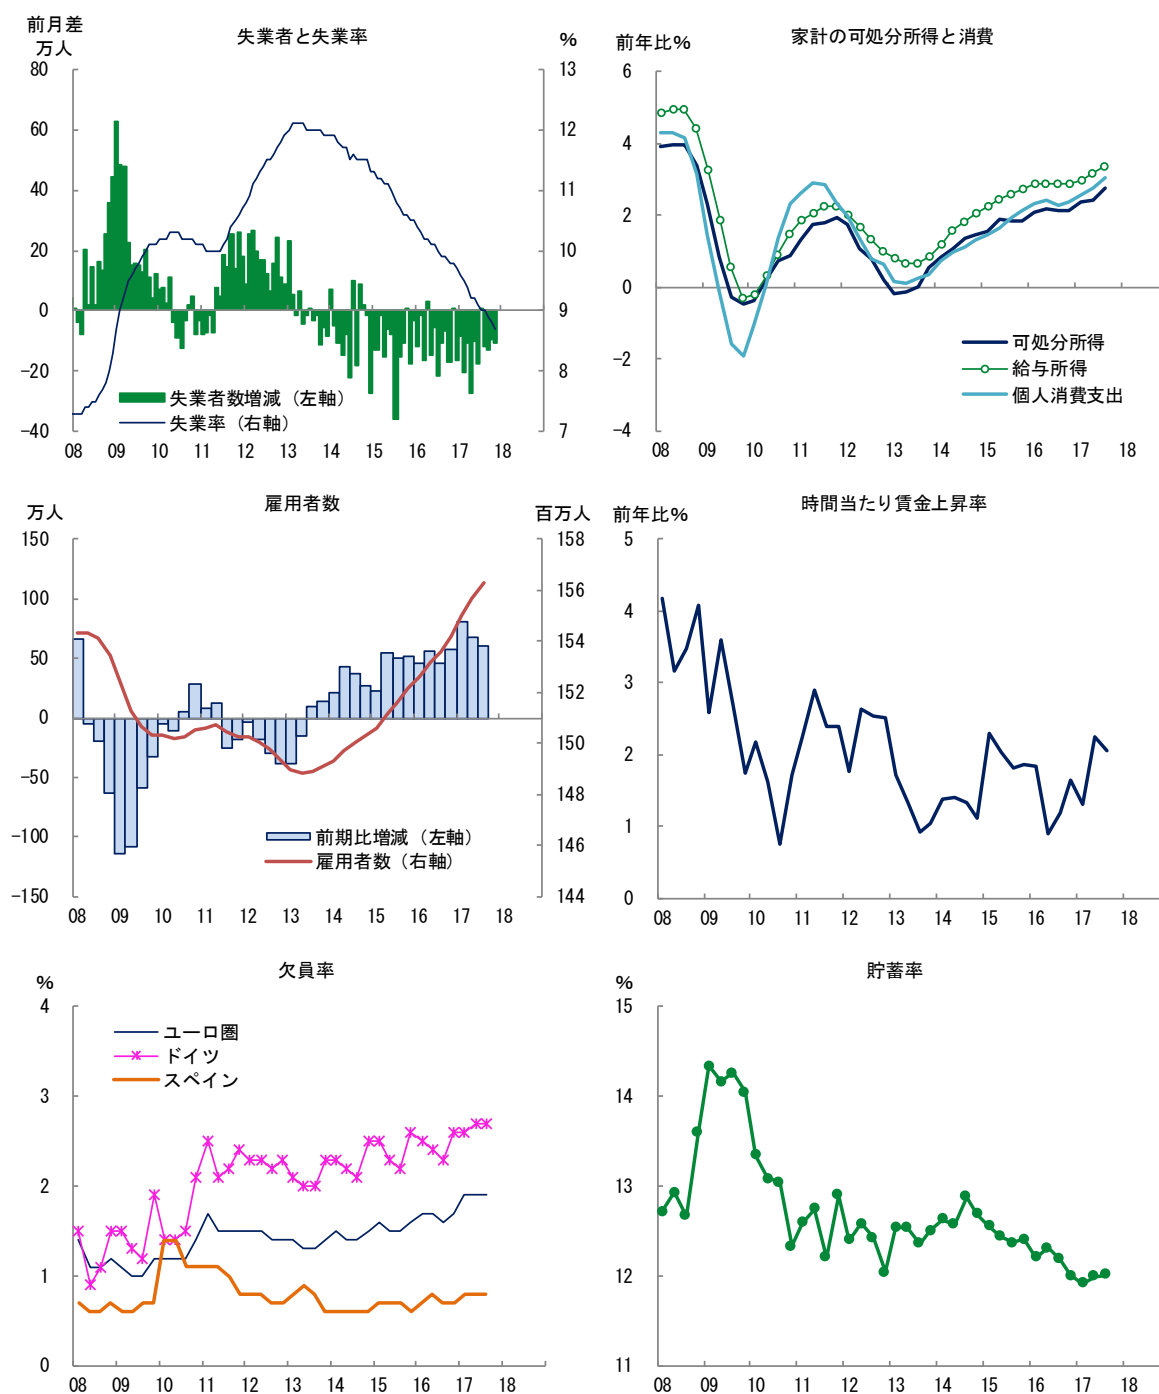 失業者と失業率
前月差
万人
%
80
60
40
20
0
−20
−40
13
12
11
10
9
8
7
失業者数増減（左軸）
失業率（右軸）
08 09 10 11 12 13 14 15 16 17 18
家計の可処分所得と消費
前年比%
6
4
2
0
−2
−4
可処分所得
給与所得
個人消費支出
08 09 10 11 12 13 14 15 16 17 18
雇用者数
万人
百万人
150
100
50
0
−50
−100
−150
158
156
154
152
150
148
146
144
前期比増減（左軸）
雇用者数（右軸）
08 09 10 11 12 13 14 15 16 17 18
時間当たり賃金上昇率
前年比%
5
4
3
2
1
0
08 09 10 11 12 13 14 15 16 17 18
欠員率
%
4
3
2
1
0
ユーロ圏
ドイツ
スペイン
08 09 10 11 12 13 14 15 16 17 18
貯蓄率
%
15
14
13
12
11
08 09 10 11 12 13 14 15 16 17 18